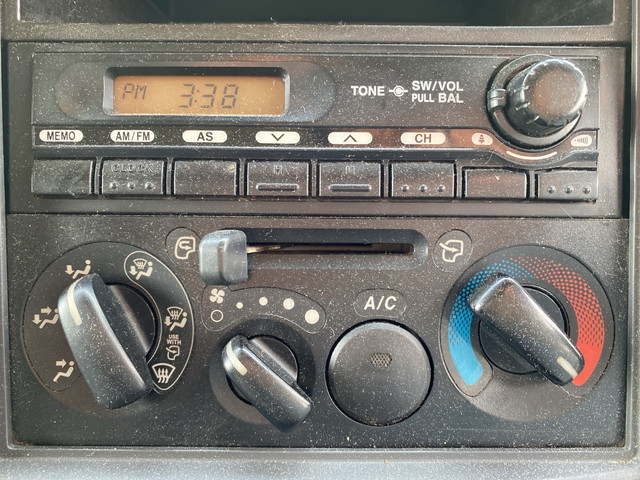 PM 3:38
TONE SW/VOL
PULL BAL
MEMO AM/FM AS CH
CLOCK
A/C
USE
WITH